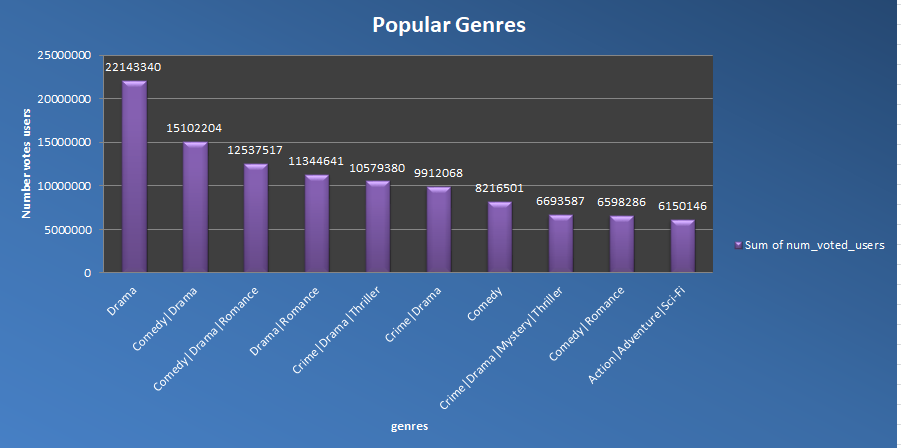 Popular Genres
Number votes users
25000000
20000000
15000000
10000000
5000000
0
22143340
15102204
12537517
11344641
10579380
9912068
8216501
6693587
6598286
6150146
Drama
Comedy|Drama
Comedy|Drama|Romance
Drama|Romance
Crime|Drama|Thriller
Crime|Drama
Comedy
Crime|Drama|Mystery|Thriller
Comedy|Romance
Action|Adventure|Sci-Fi
genres
Sum of num_voted_users